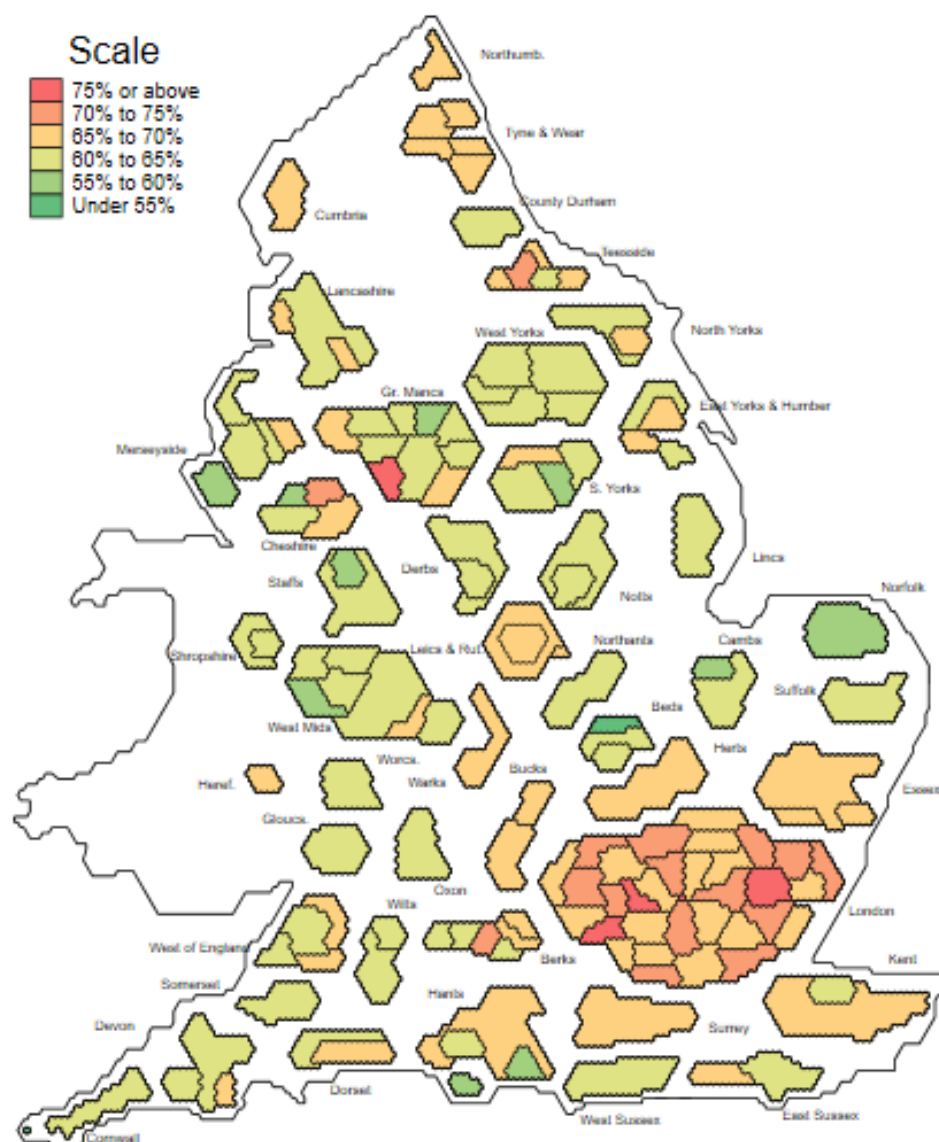 Scale
75% or above
70% to 75%
65% to 70%
60% to 65%
55% to 60%
Under 55%
Northumb.
Tyne & Wear
Cumbria
County Durham
Teesside
Lancashire
West Yorks
North Yorks
Gr. Mancs
East Yorks & Humber
Merseyside
S. Yorks
Cheshire
Staffs
Derbs
Notts
Lincs
Norfolk
Shropshire
Leics & Rut.
Northants
Cambs
Suffolk
West Mids
Beds
Worcs.
Warks
Bucks
Herts
Essex
Heref.
Gloucs.
Oxon
Wilts
London
West of England
Berks
Kent
Somerset
Hants
Devon
Surrey
Dorset
West Sussex
East Sussex
Cornwall